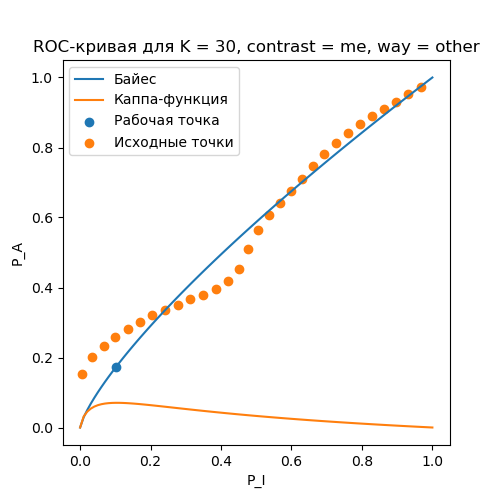 ROC-кривая для K = 30, contrast = me, way = other
Байес
Каппа-функция
Рабочая точка
Исходные точки
P_A
1.0
0.8
0.6
0.4
0.2
0.0
0.0 0.2 0.4 0.6 0.8 1.0
P_I